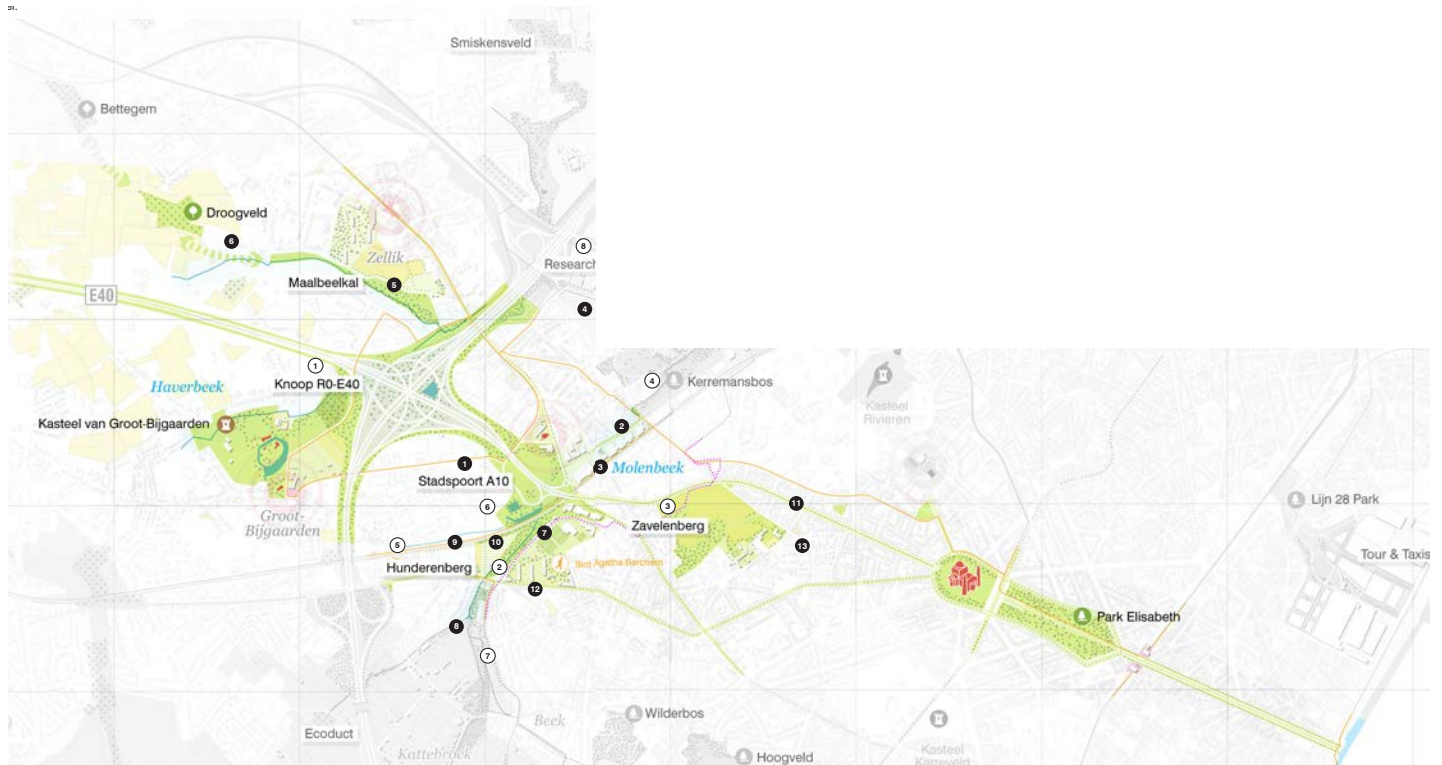 er.
Smiskensveld
Bettegem
Droogveld
6
8
Zellik
Research
Maalbeelkal
5
E40
4
1
Knoop R0-E40
Haverbeek
4
Kerremansbos
Kasteel
Rivieren
Kasteel van Groot-Bijgaarden
2
1
3
Molenbeek
Stadspoort A10
6
3
11
Lijn 28 Park
Groot-
Bijgaarden
Zavelenberg
7
5
9
10
13
Tour & Taxis
Hunderenberg
2
Sint Agatha Berchem
12
Park Elisabeth
8
7
Wilderbos
Beek
Ecoduct
Kattebroek
Hoogveld
Kasteel
Karreveld